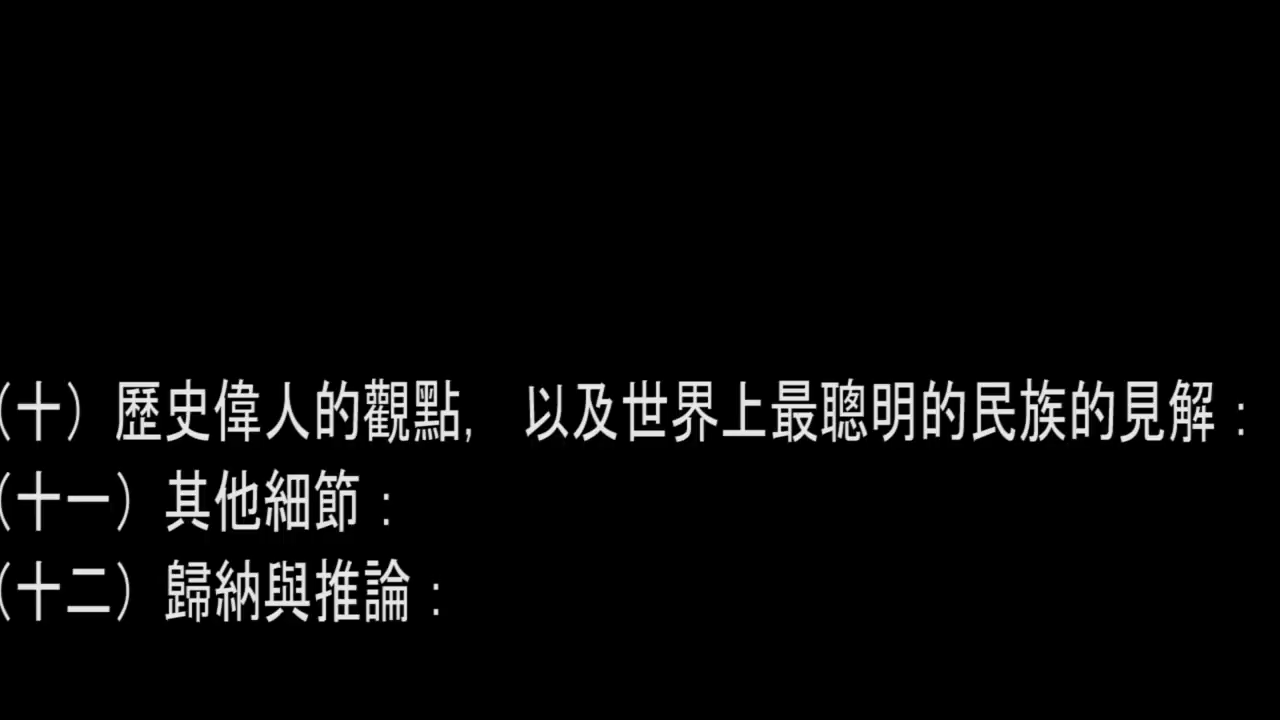 (十) 歷史偉人的觀點, 以及世界上最聰明的民族的見解：
(十一) 其他細節：
(十二) 歸納與推論：